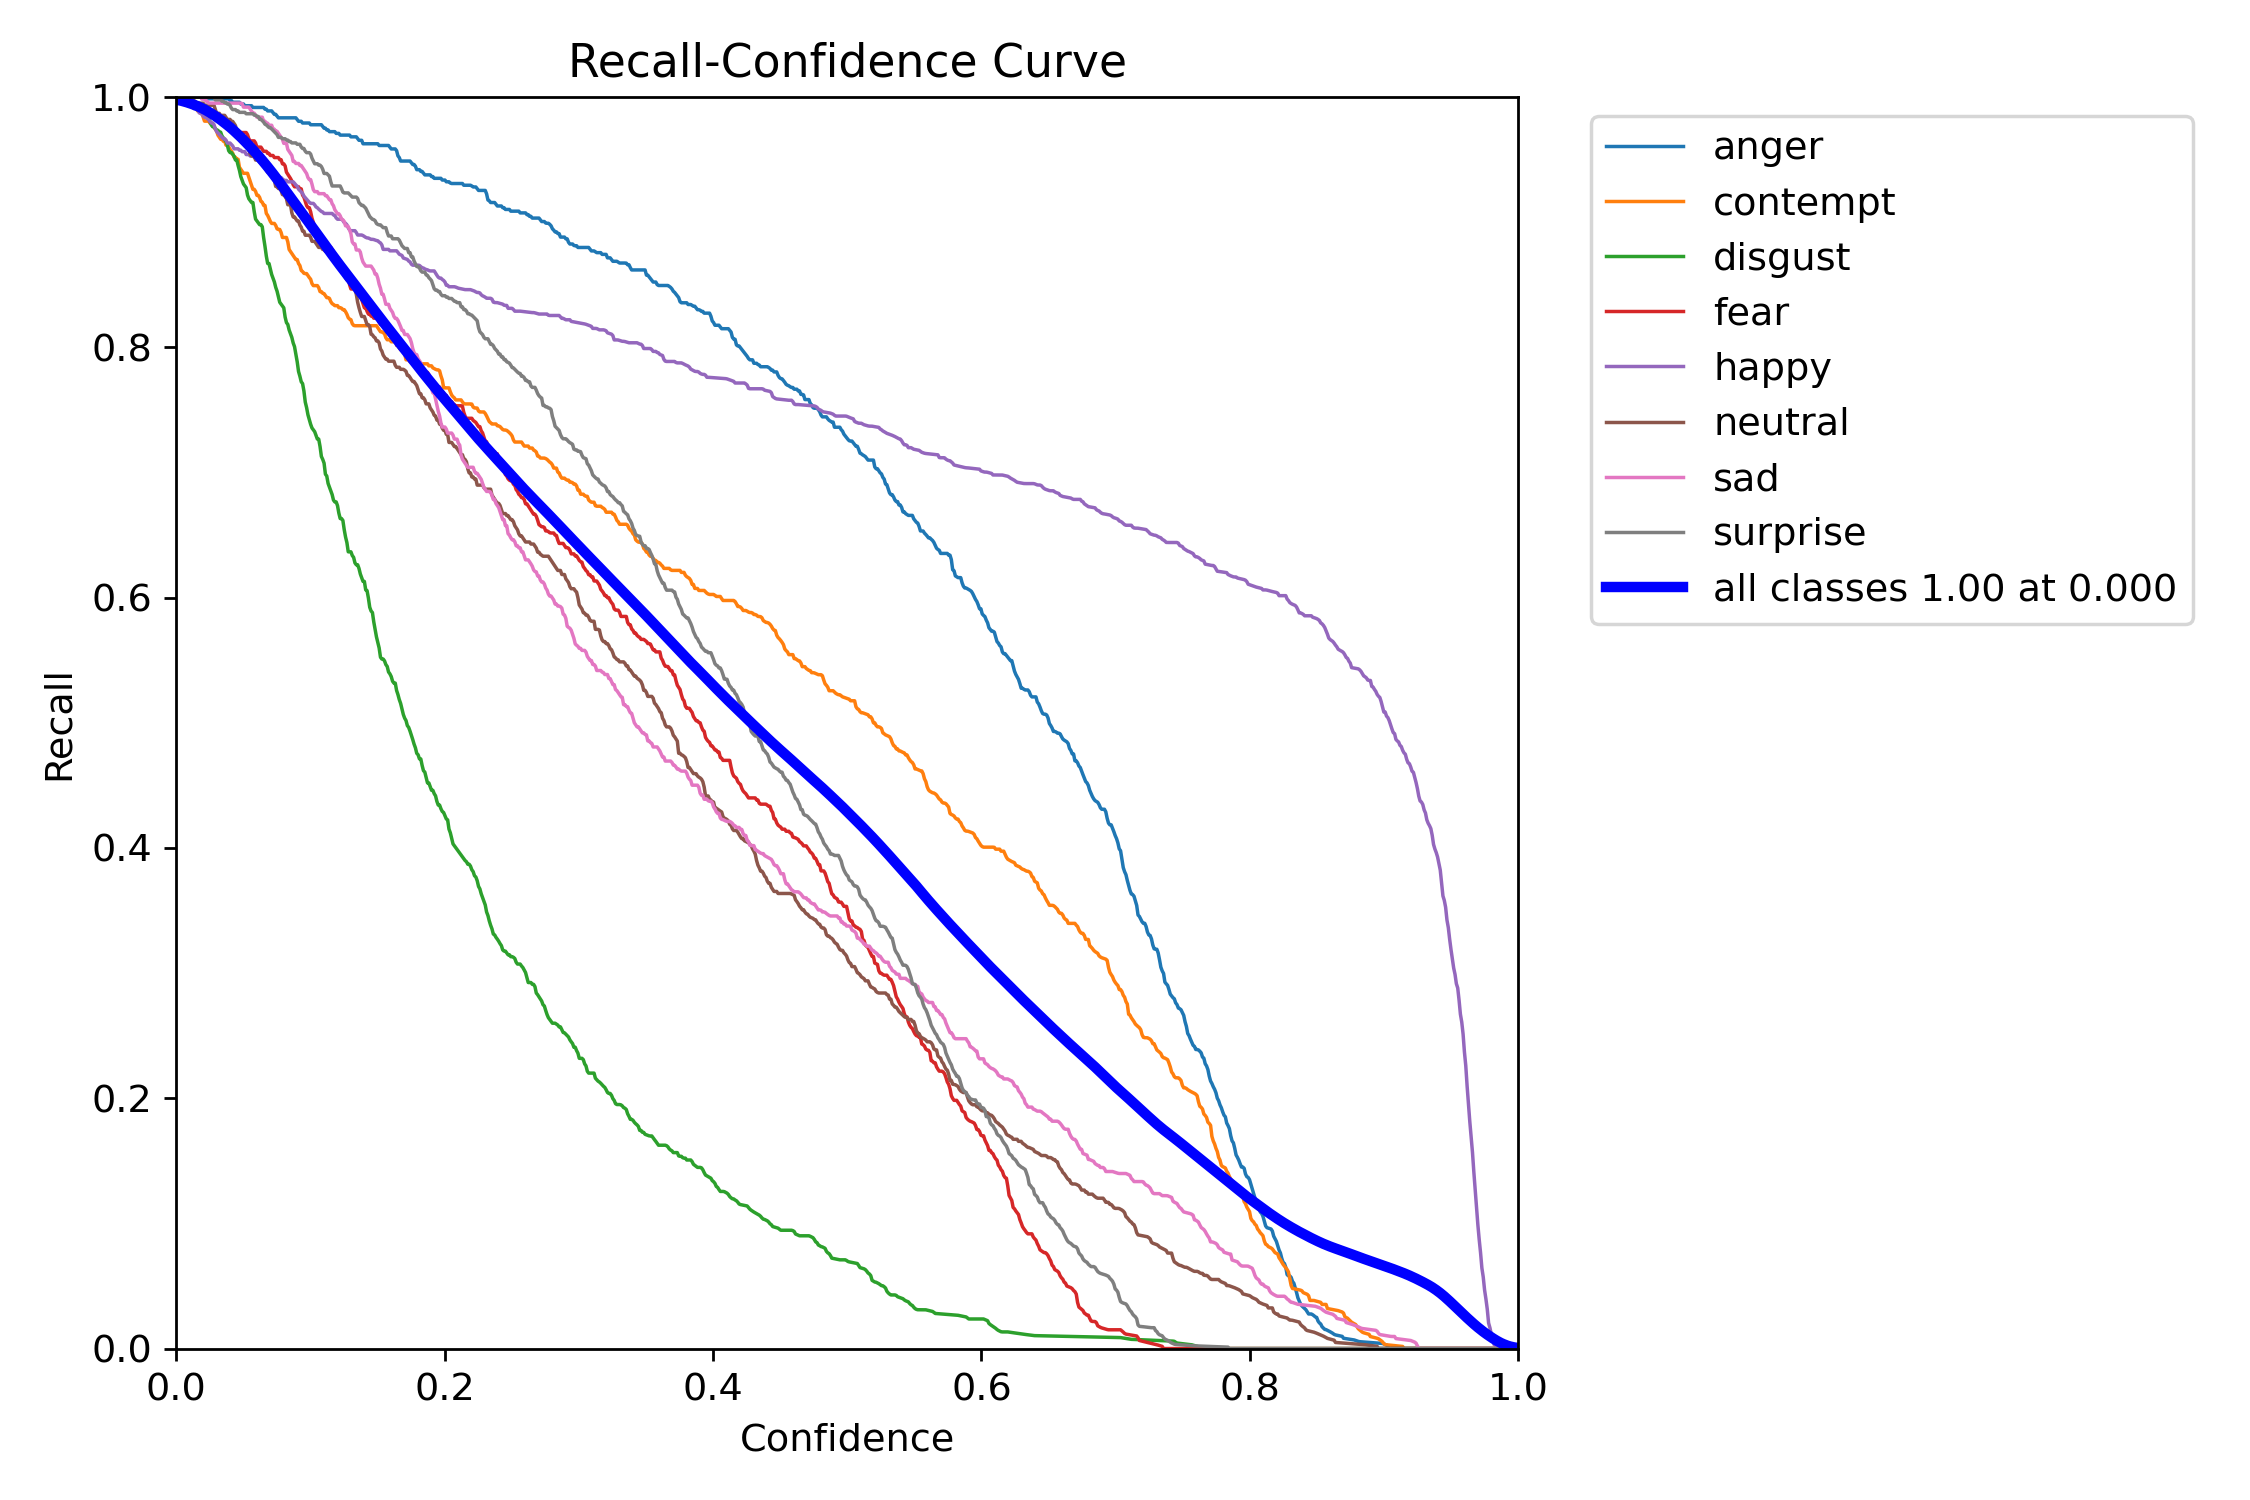 Recall-Confidence Curve
1.0
0.8
0.6
0.4
0.2
0.0
Recall
0.0 0.2 0.4 0.6 0.8 1.0
Confidence
anger
contempt
disgust
fear
happy
neutral
sad
surprise
all classes 1.00 at 0.000